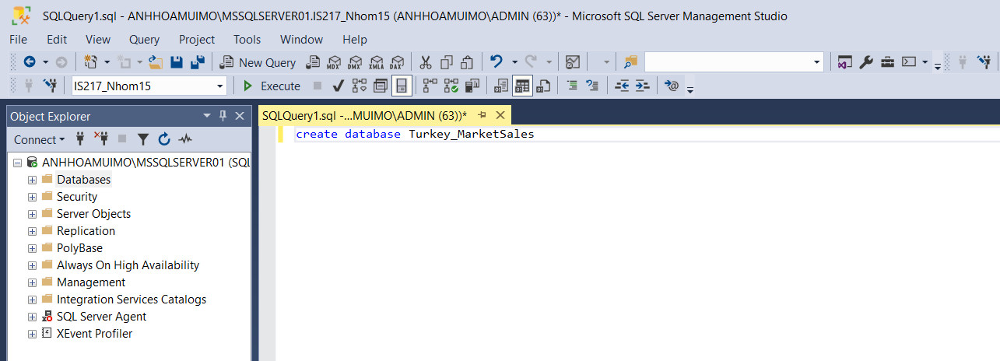 SQLQuery1.sql - ANHHOAMUIMO\MSSQLSERVER01.IS217_Nhom15 (ANHHOAMUIMO\ADMIN (63))* - Microsoft SQL Server Management Studio
File Edit View Query Project Tools Window Help
New Query MDX DMX XMLA DAX
IS217_Nhom15 Execute
Object Explorer
SQLQuery1.sql -...MUIMO\ADMIN (63))*
Connect
create database Turkey_MarketSales
ANHHOAMUIMO\MSSQLSERVER01 (SQL
Databases
Security
Server Objects
Replication
PolyBase
Always On High Availability
Management
Integration Services Catalogs
SQL Server Agent
XEvent Profiler